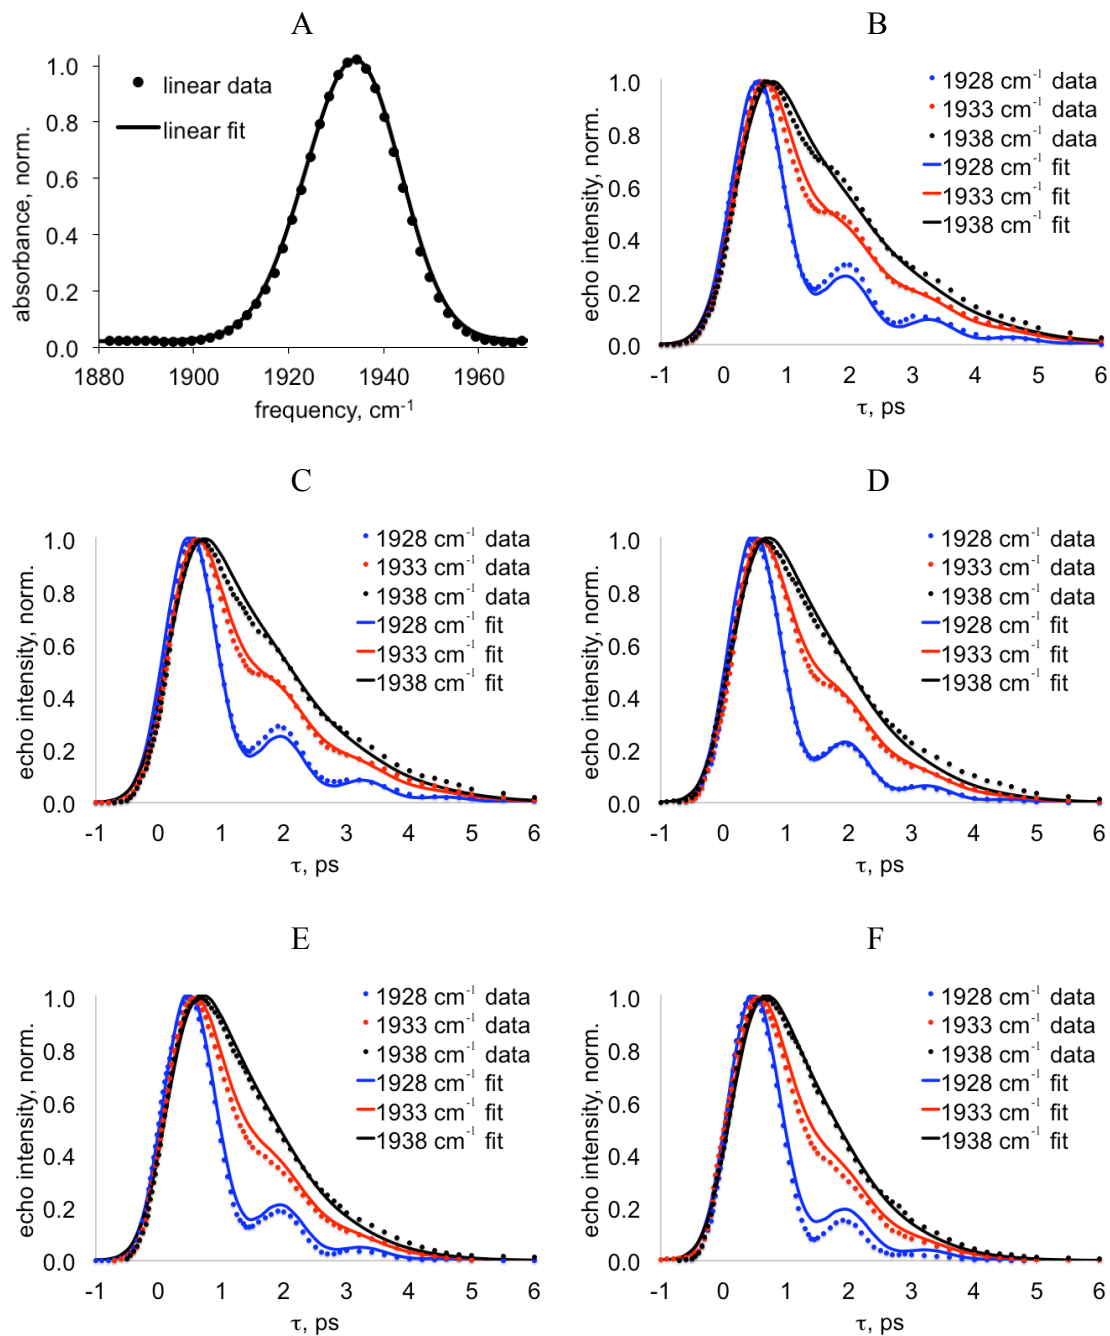 A
absorbance, norm.
1.0
0.8
0.6
0.4
0.2
0.0
linear data
linear fit
1880 1900 1920 1940 1960
frequency, cm-1
B
echo intensity, norm.
1.0
0.8
0.6
0.4
0.2
0.0
1928 cm-1 data
1933 cm-1 data
1938 cm-1 data
1928 cm-1 fit
1933 cm-1 fit
1938 cm-1 fit
-1 0 1 2 3 4 5 6
τ, ps
C
echo intensity, norm.
1.0
0.8
0.6
0.4
0.2
0.0
1928 cm-1 data
1933 cm-1 data
1938 cm-1 data
1928 cm-1 fit
1933 cm-1 fit
1938 cm-1 fit
-1 0 1 2 3 4 5 6
τ, ps
D
echo intensity, norm.
1.0
0.8
0.6
0.4
0.2
0.0
1928 cm-1 data
1933 cm-1 data
1938 cm-1 data
1928 cm-1 fit
1933 cm-1 fit
1938 cm-1 fit
-1 0 1 2 3 4 5 6
τ, ps
E
echo intensity, norm.
1.0
0.8
0.6
0.4
0.2
0.0
1928 cm-1 data
1933 cm-1 data
1938 cm-1 data
1928 cm-1 fit
1933 cm-1 fit
1938 cm-1 fit
-1 0 1 2 3 4 5 6
τ, ps
F
echo intensity, norm.
1.0
0.8
0.6
0.4
0.2
0.0
1928 cm-1 data
1933 cm-1 data
1938 cm-1 data
1928 cm-1 fit
1933 cm-1 fit
1938 cm-1 fit
-1 0 1 2 3 4 5 6
τ, ps